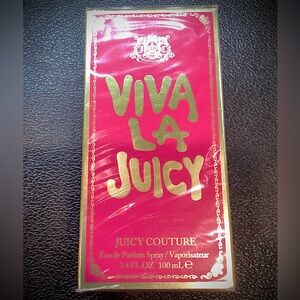 VIVA
LA
JUICY
JUICY COUTURE
Eau de Parfum Spray / Vaporisateur
3.4 FL OZ 100 mL ℮